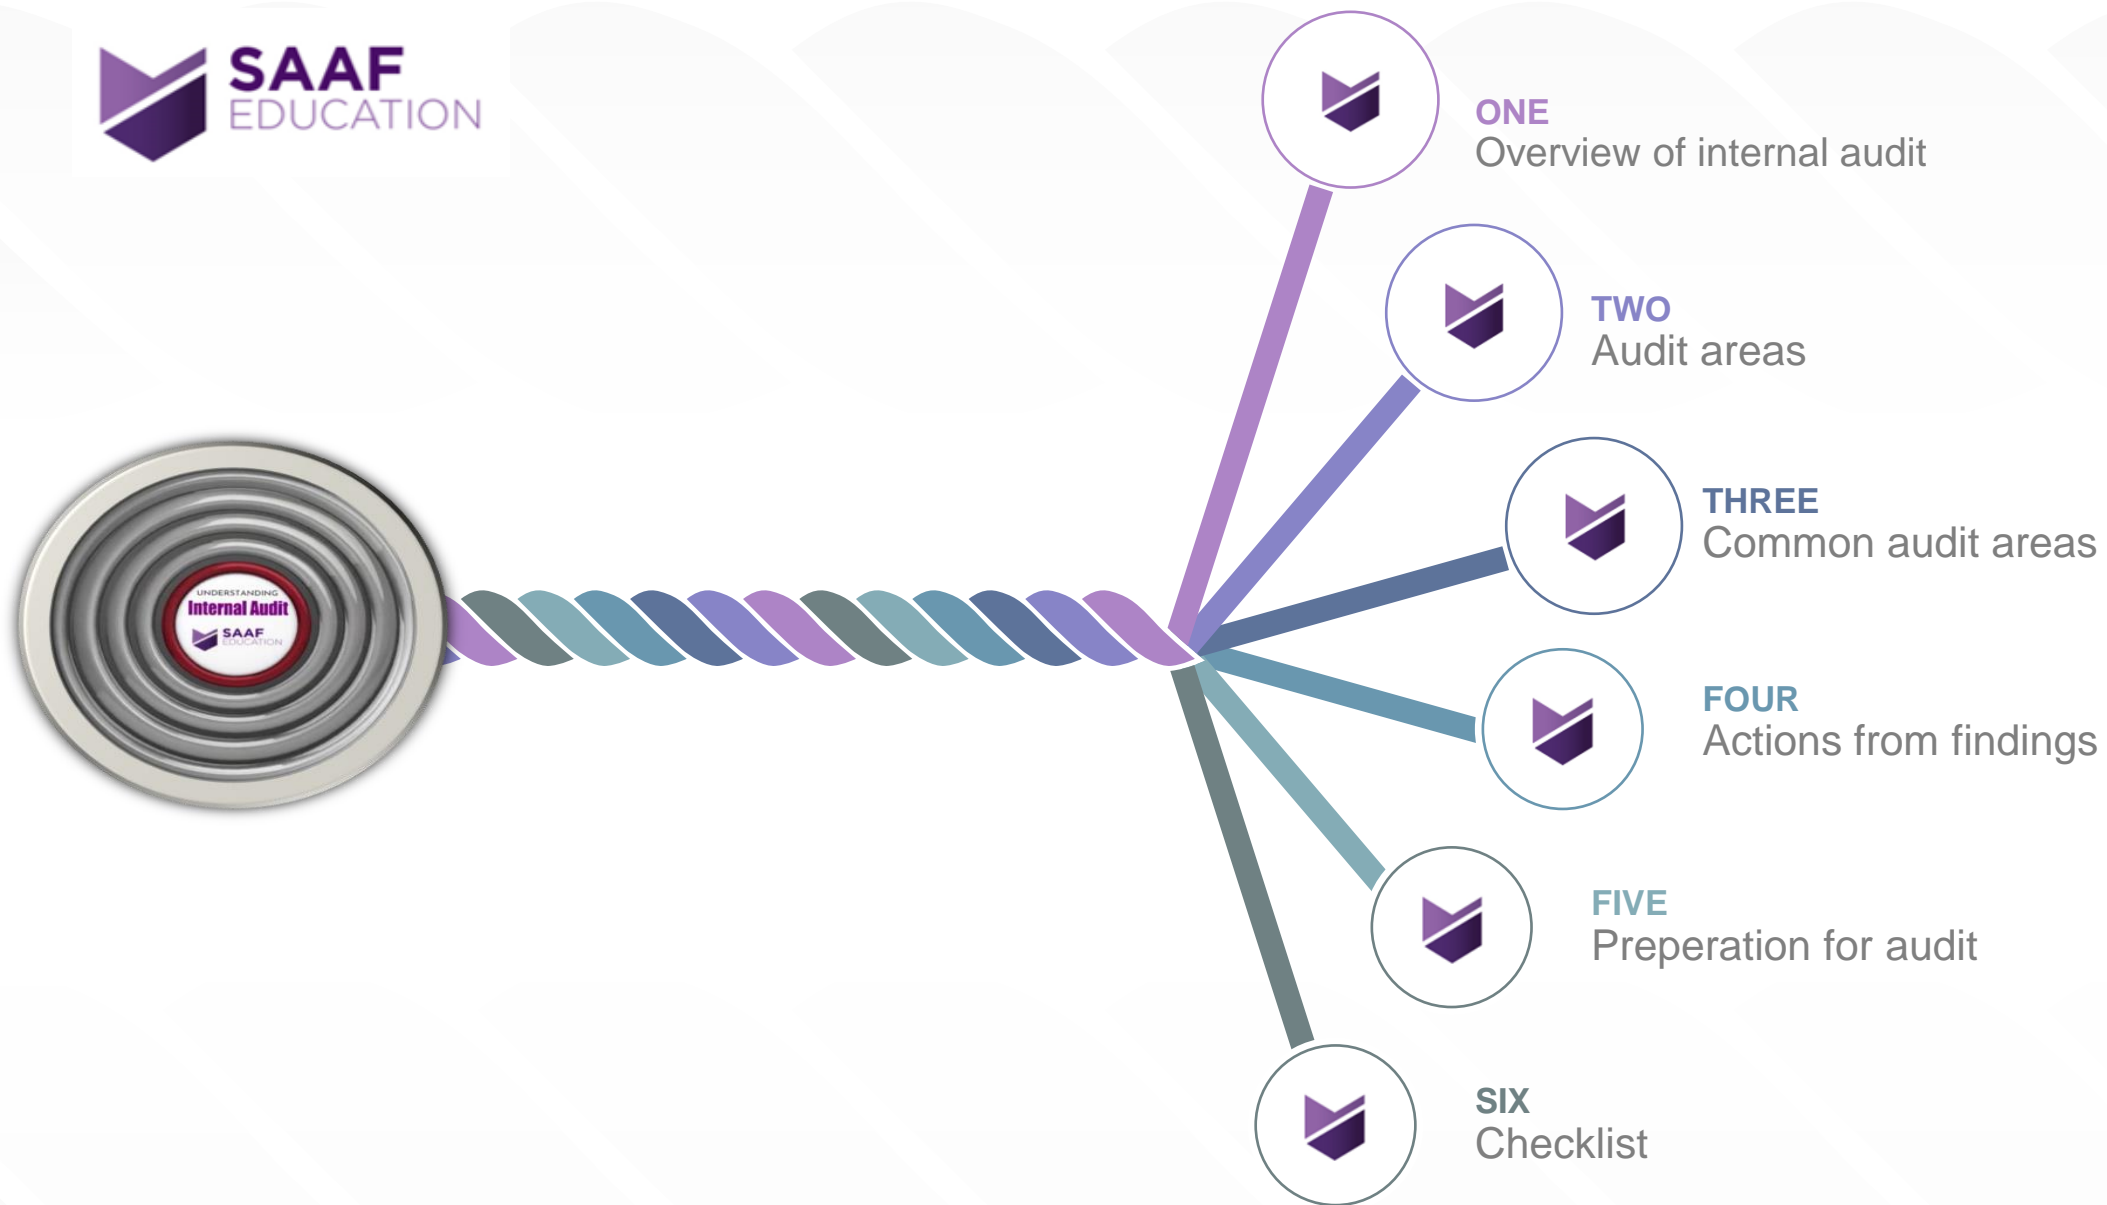 SAAF
EDUCATION
ONE
Overview of internal audit
TWO
Audit areas
THREE
Common audit areas
UNDERSTANDING
Internal Audit
SAAF
EDUCATION
FOUR
Actions from findings
FIVE
Preperation for audit
SIX
Checklist